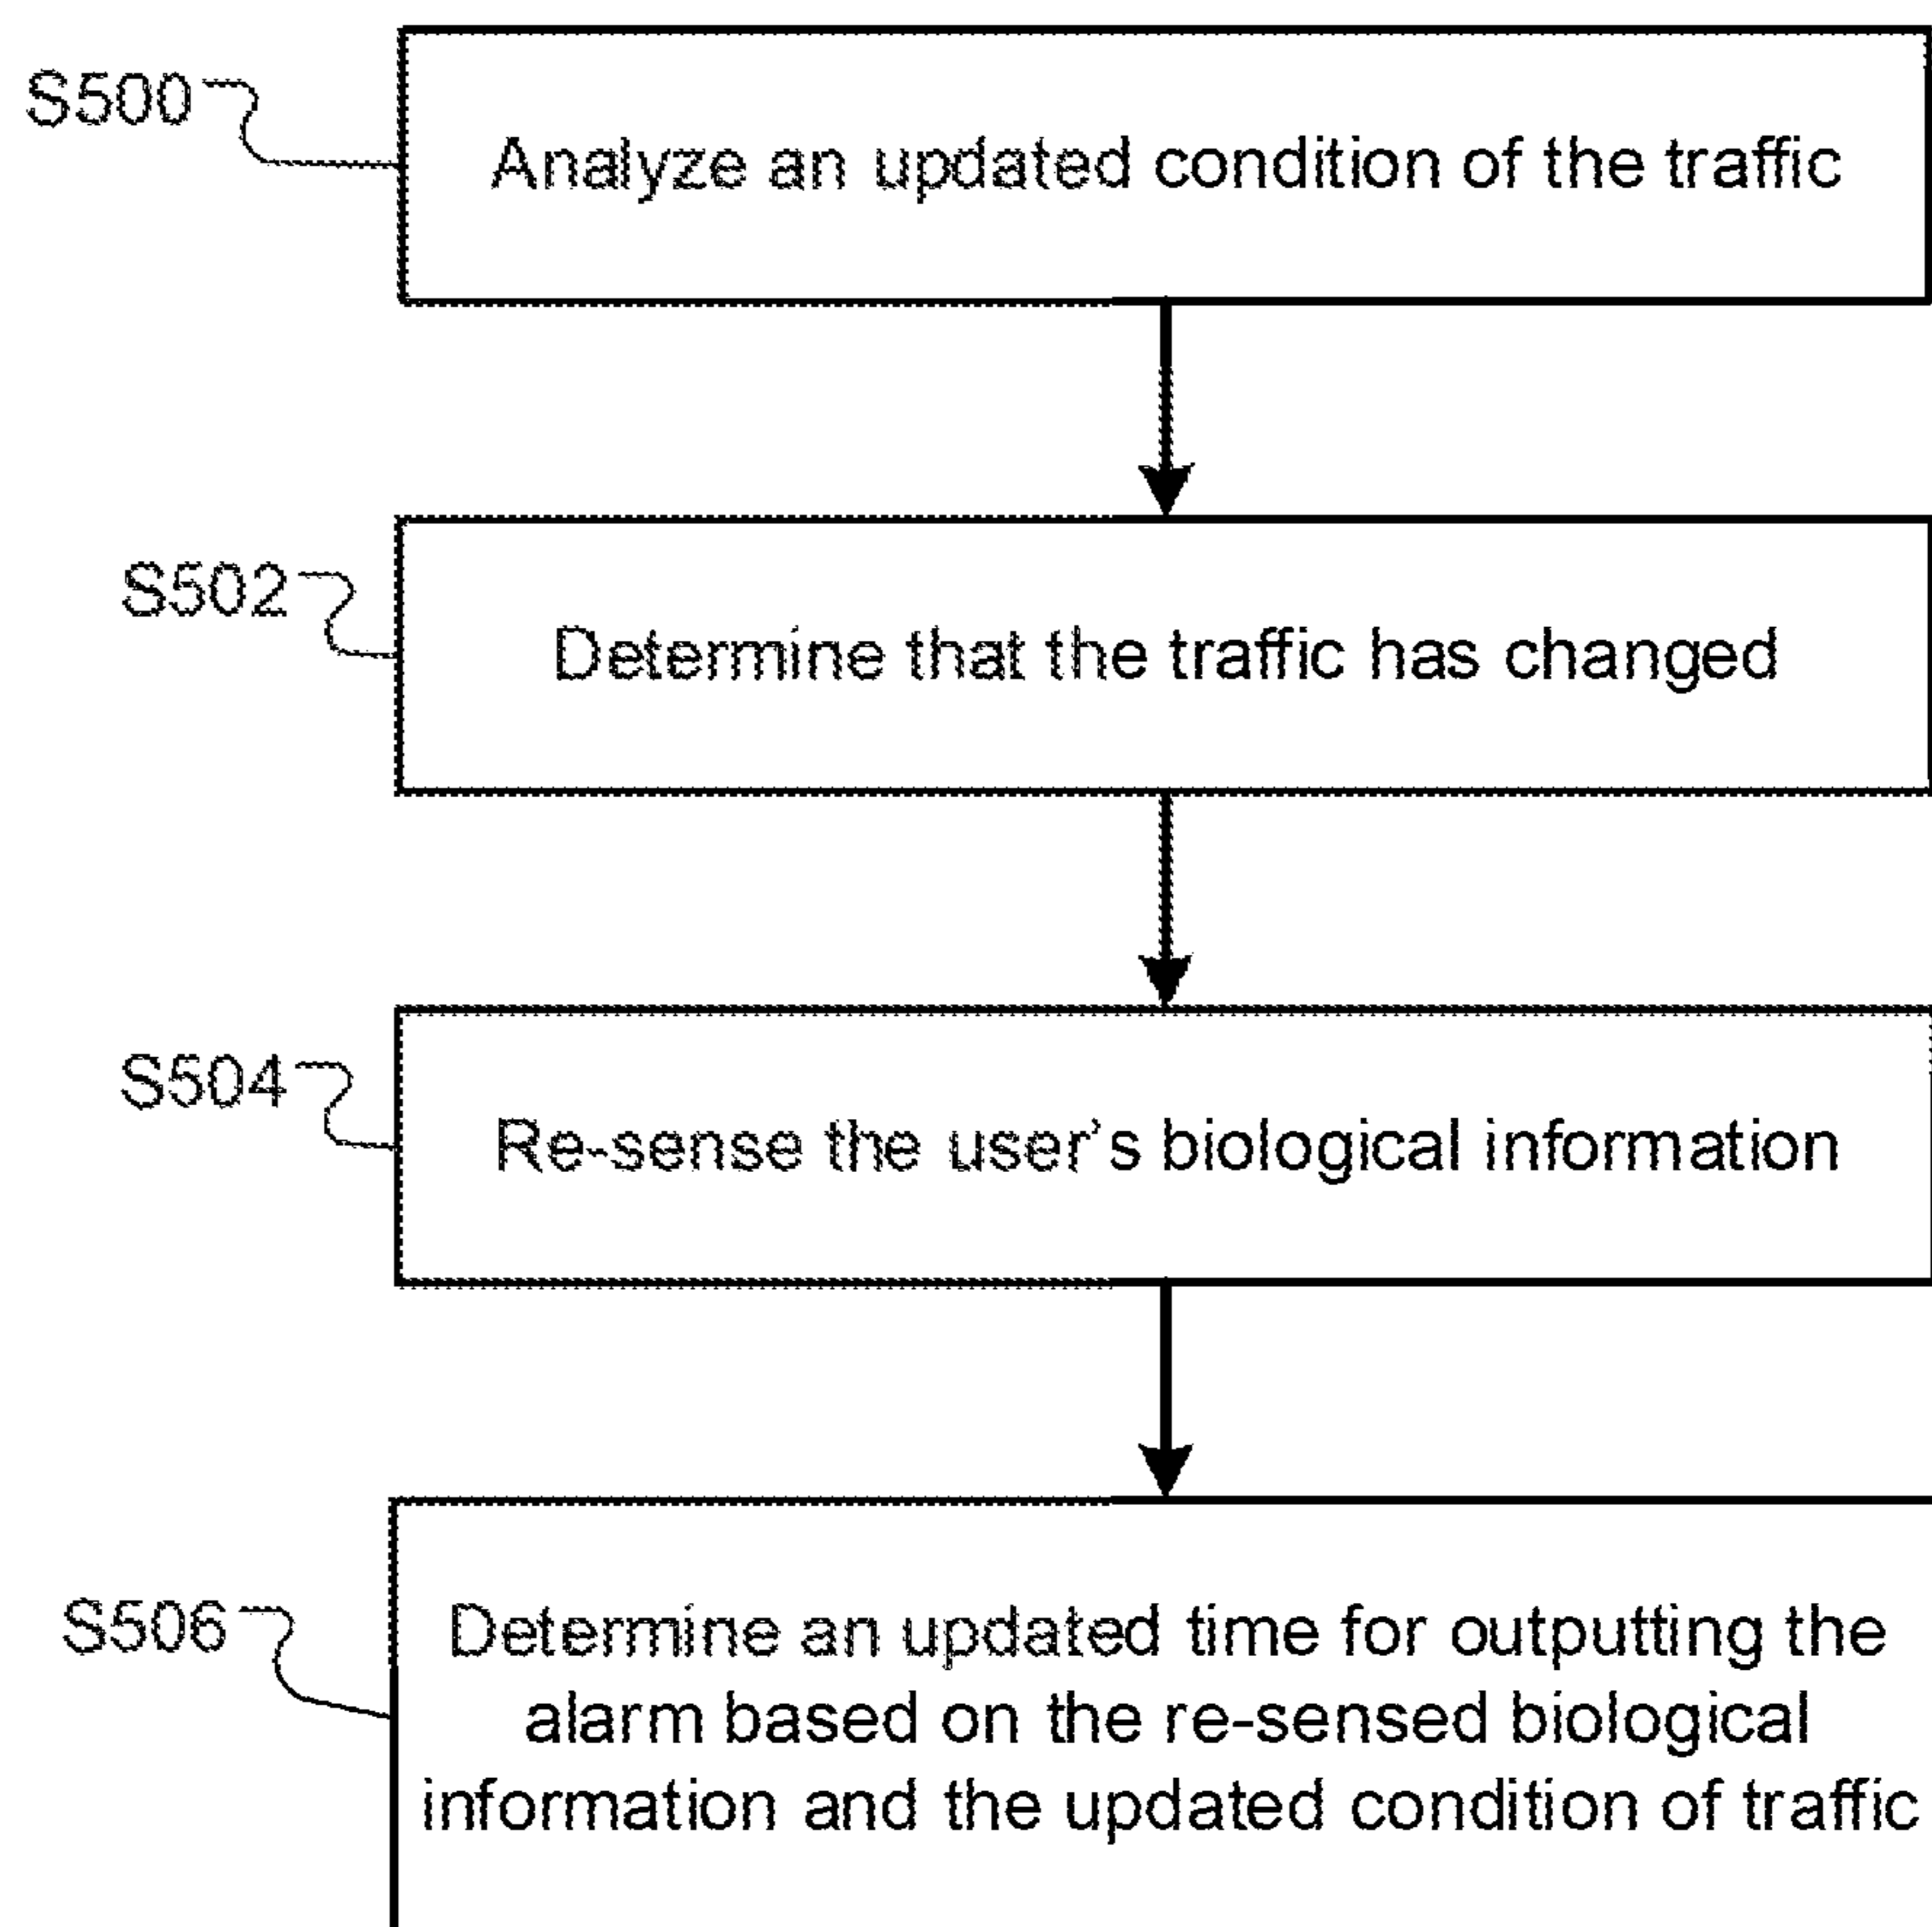 S500
Analyze an updated condition of the traffic
S502
Determine that the traffic has changed
S504
Re-sense the user's biological information
S506
Determine an updated time for outputting the
alarm based on the re-sensed biological
information and the updated condition of traffic